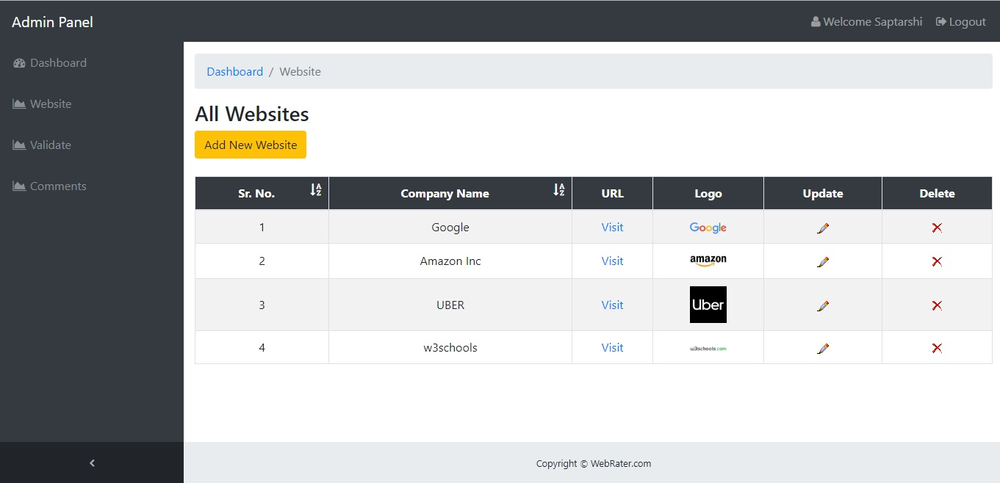 Admin Panel
Welcome Saptarshi Logout
Dashboard
Website
Validate
Comments
Dashboard / Website
All Websites
Add New Website
Sr. No. Company Name URL Logo Update Delete
1 Google Visit Google
2 Amazon Inc Visit amazon
3 UBER Visit Uber
4 w3schools Visit w3schools.com
Copyright © WebRater.com